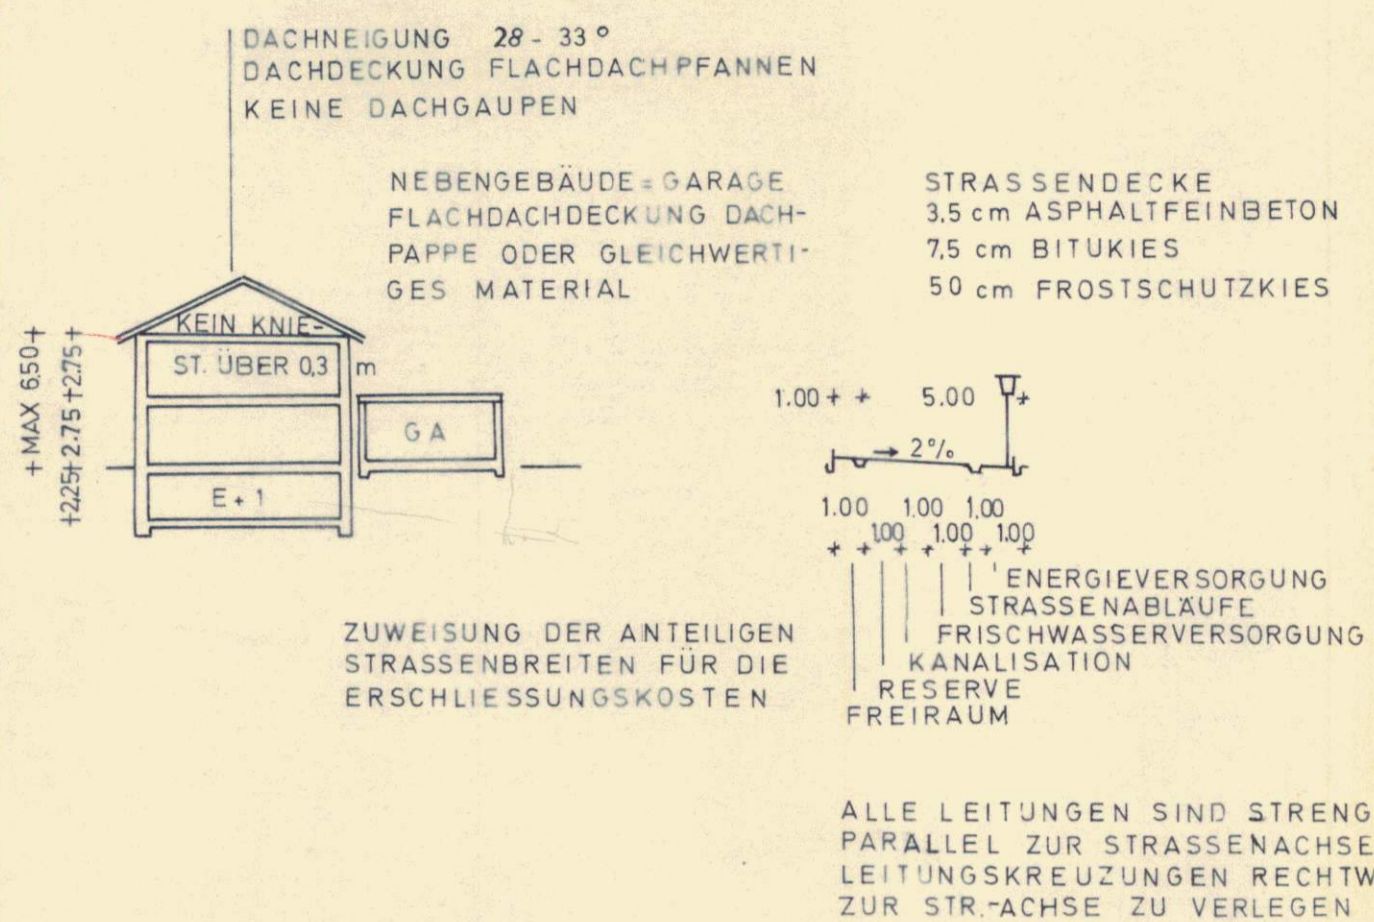 DACHNEIGUNG 28 - 33°
DACHDECKUNG FLACHDACHPFANNEN
KEINE DACHGAUPEN
NEBENGEBÄUDE = GARAGE
FLACHDACHDECKUNG DACH-
PAPPE ODER GLEICHWERTI-
GES MATERIAL
STRASSENDECKE
3,5 cm ASPHALTFEINBETON
7,5 cm BITUKIES
50 cm FROSTSCHUTZKIES
KEIN KNIE-
ST. ÜBER 0,3 m
GA
E + 1
+MAX 6,50+
+2,25+2.75+2.75+
1.00 + + 5.00 +
→ 2%
1.00 1.00 1.00
1.00 1.00 1.00
ENERGIEVERSORGUNG
STRASSENABLÄUFE
FRISCHWASSERVERSORGUNG
KANALISATION
RESERVE
FREIRAUM
ZUWEISUNG DER ANTEILIGEN
STRASSENBREITEN FÜR DIE
ERSCHLIESSUNGSKOSTEN
ALLE LEITUNGEN SIND STRENG
PARALLEL ZUR STRASSENACHSE
LEITUNGSKREUZUNGEN RECHTW
ZUR STR.-ACHSE ZU VERLEGEN